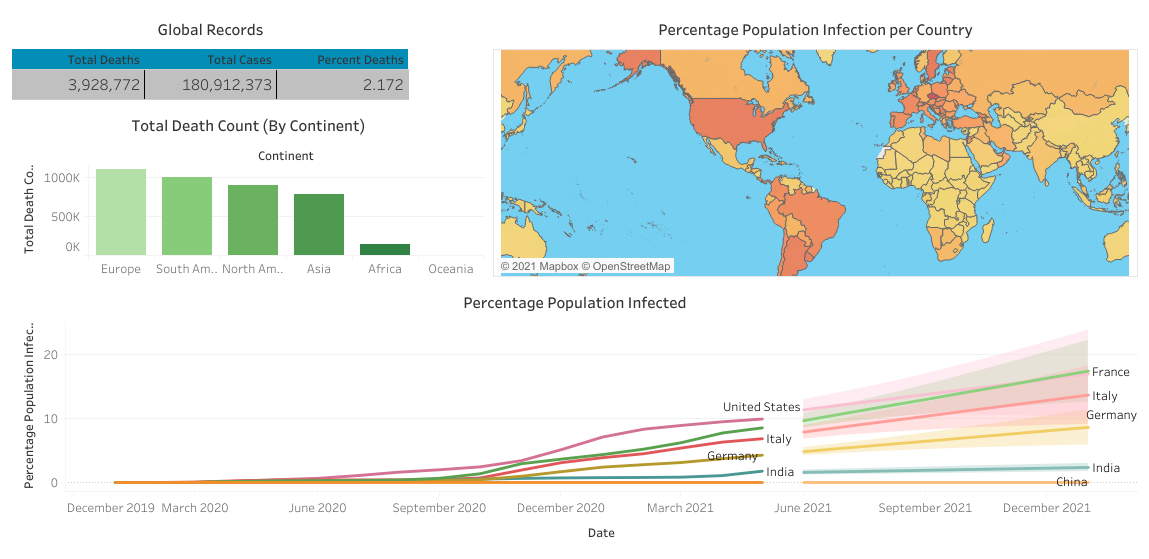 Global Records
Total Deaths Total Cases Percent Deaths
3,928,772 180,912,373 2.172
Total Death Count (By Continent)
Continent
Total Death Co..
1000K
500K
0K
Europe South Am.. North Am.. Asia Africa Oceania
Percentage Population Infection per Country
© 2021 Mapbox © OpenStreetMap
Percentage Population Infected
Percentage Population Infec..
20
10
0
United States
Italy
Germany
India
France
Italy
Germany
India
China
December 2019 March 2020 June 2020 September 2020 December 2020 March 2021 June 2021 September 2021 December 2021
Date